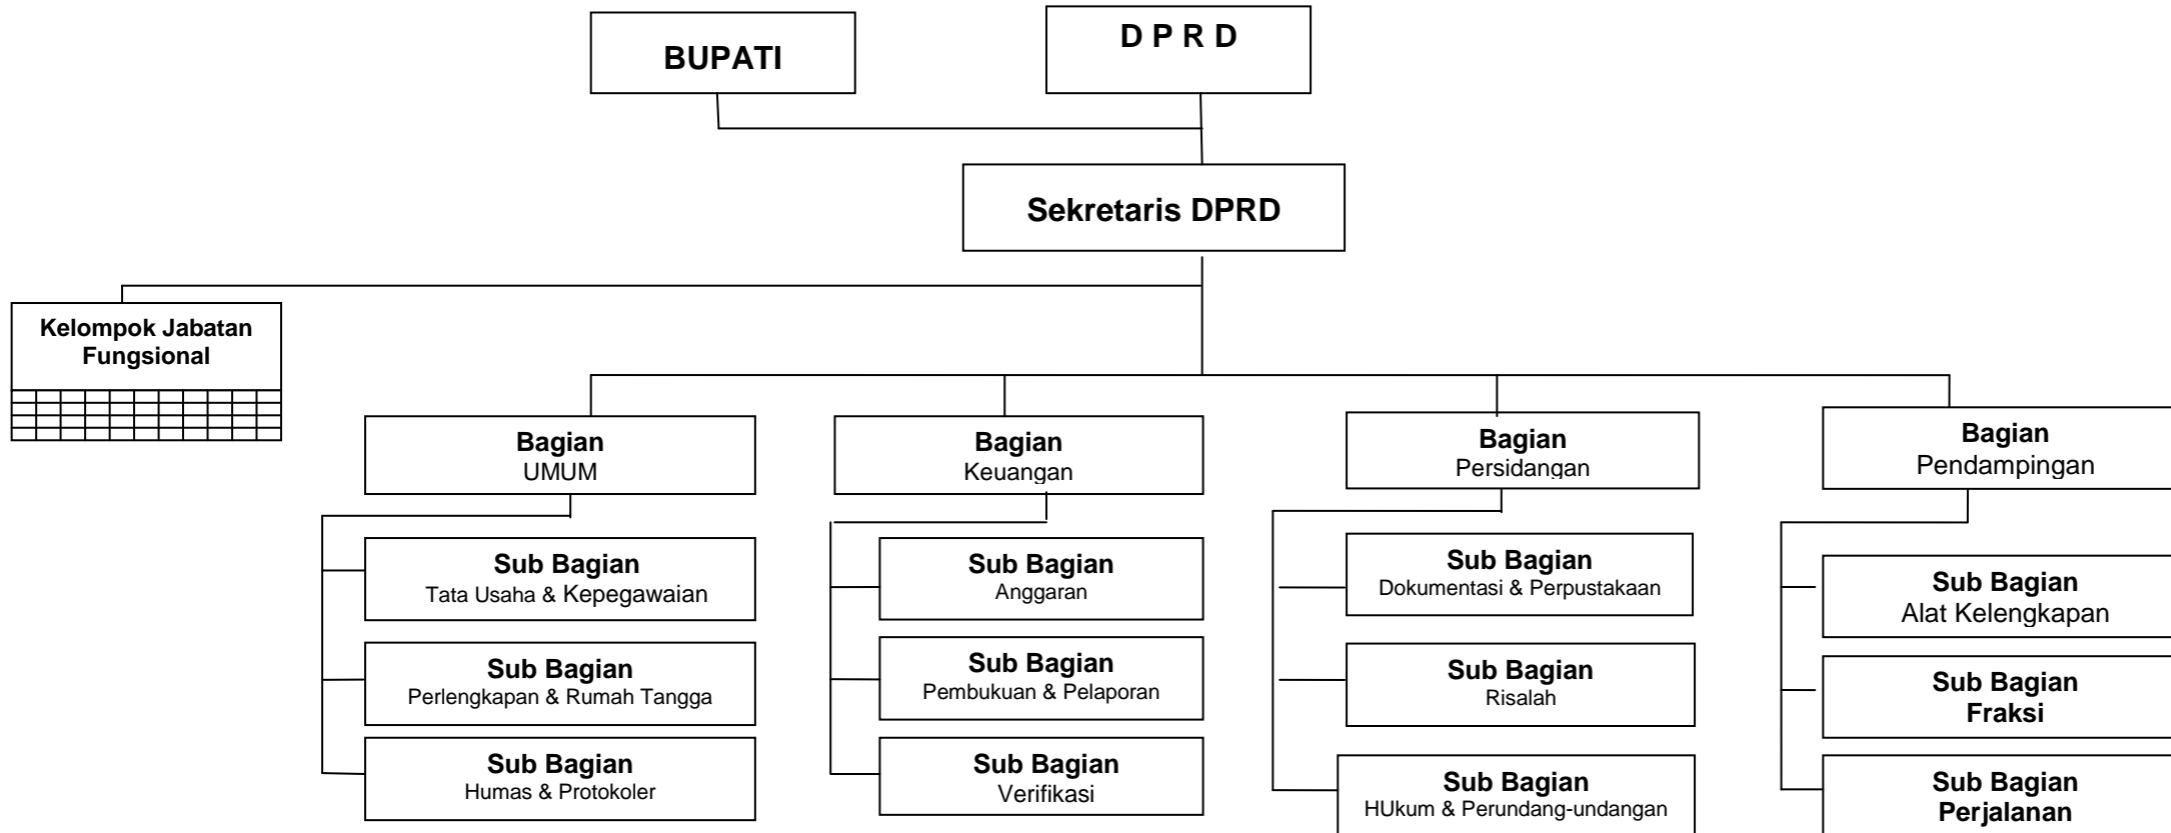 BUPATI
D P R D
Sekretaris DPRD
Kelompok Jabatan
Fungsional
Bagian
UMUM
Sub Bagian
Tata Usaha & Kepegawaian
Sub Bagian
Perlengkapan & Rumah Tangga
Sub Bagian
Humas & Protokoler
Bagian
Keuangan
Sub Bagian
Anggaran
Sub Bagian
Pembukuan & Pelaporan
Sub Bagian
Verifikasi
Bagian
Persidangan
Sub Bagian
Dokumentasi & Perpustakaan
Sub Bagian
Risalah
Sub Bagian
HUkum & Perundang-undangan
Bagian
Pendampingan
Sub Bagian
Alat Kelengkapan
Sub Bagian
Fraksi
Sub Bagian
Perjalanan